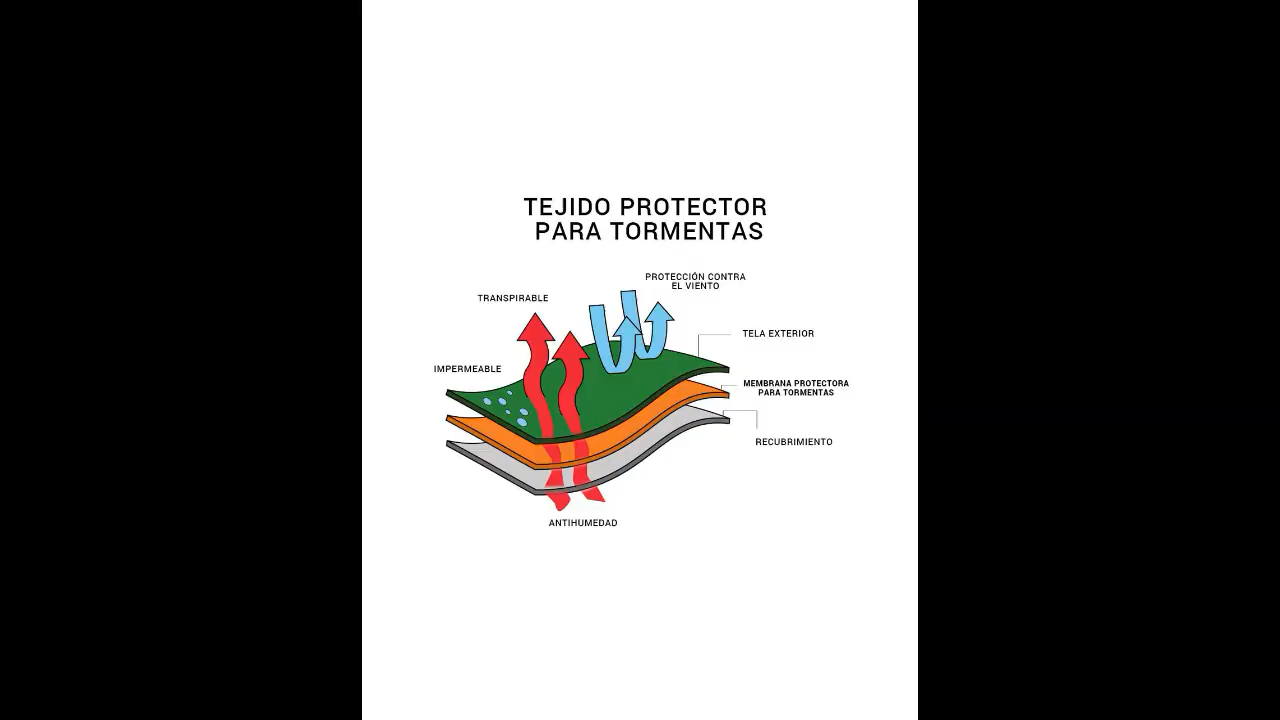 TEJIDO PROTECTOR
PARA TORMENTAS
PROTECCIÓN CONTRA
EL VIENTO
TRANSPIRABLE
TELA EXTERIOR
IMPERMEABLE
MEMBRANA PROTECTORA
PARA TORMENTAS
RECUBRIMIENTO
ANTIHUMEDAD